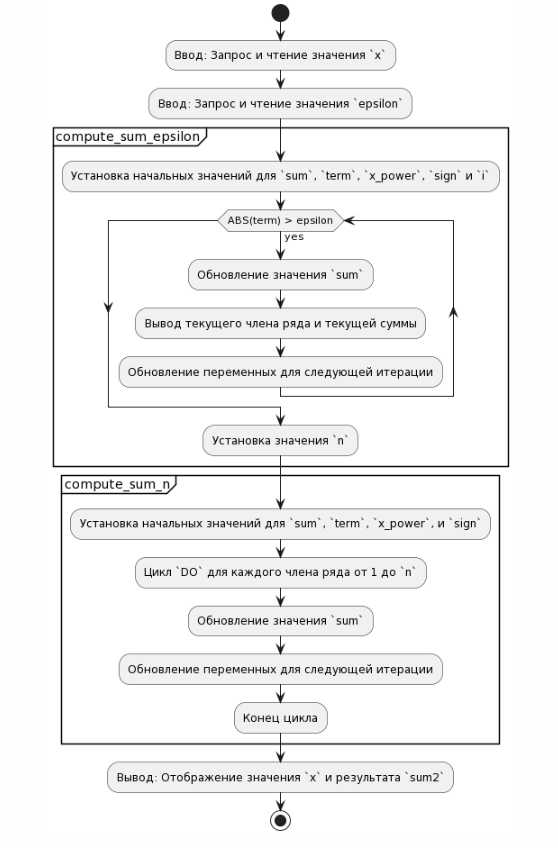 Ввод: Запрос и чтение значения `x`
Ввод: Запрос и чтение значения `epsilon`
compute_sum_epsilon
Установка начальных значений для `sum`, `term`, `x_power`, `sign` и `i`
ABS(term) > epsilon
yes
Обновление значения `sum`
Вывод текущего члена ряда и текущей суммы
Обновление переменных для следующей итерации
Установка значения `n`
compute_sum_n
Установка начальных значений для `sum`, `term`, `x_power`, и `sign`
Цикл `DO` для каждого члена ряда от 1 до `n`
Обновление значения `sum`
Обновление переменных для следующей итерации
Конец цикла
Вывод: Отображение значения `x` и результата `sum2`